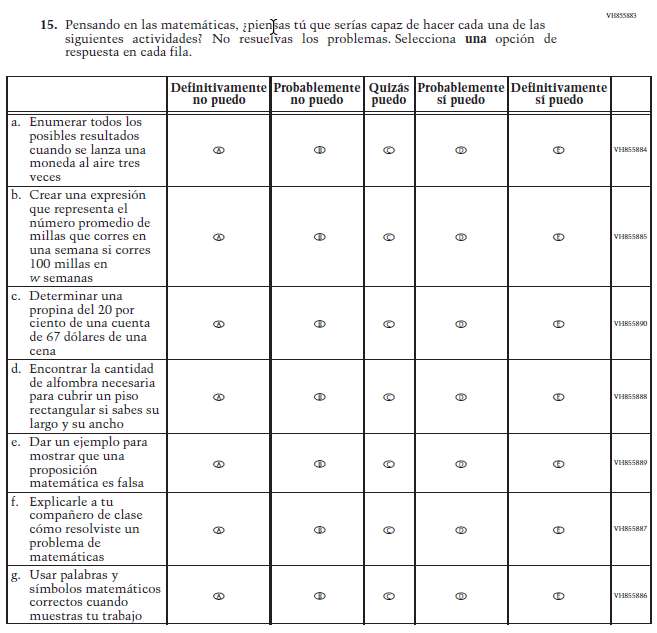 VH855883
15. Pensando en las matemáticas, ¿piensas tú que serías capaz de hacer cada una de las
siguientes actividades? No resuelvas los problemas. Selecciona una opción de
respuesta en cada fila.
Definitivamente no puedo Probablemente no puedo Quizás puedo Probablemente sí puedo Definitivamente sí puedo
a. Enumerar todos los
posibles resultados
cuando se lanza una
moneda al aire tres
veces
A B C D E VH855884
b. Crear una expresión
que representa el
número promedio de
millas que corres en
una semana si corres
100 millas en
w semanas
A B C D E VH855885
c. Determinar una
propina del 20 por
ciento de una cuenta
de 67 dólares de una
cena
A B C D E VH855890
d. Encontrar la cantidad
de alfombra necesaria
para cubrir un piso
rectangular si sabes su
largo y su ancho
A B C D E VH855888
e. Dar un ejemplo para
mostrar que una
proposición
matemática es falsa
A B C D E VH855889
f. Explicarle a tu
compañero de clase
cómo resolviste un
problema de
matemáticas
A B C D E VH855887
g. Usar palabras y
símbolos matemáticos
correctos cuando
muestras tu trabajo
A B C D E VH855886